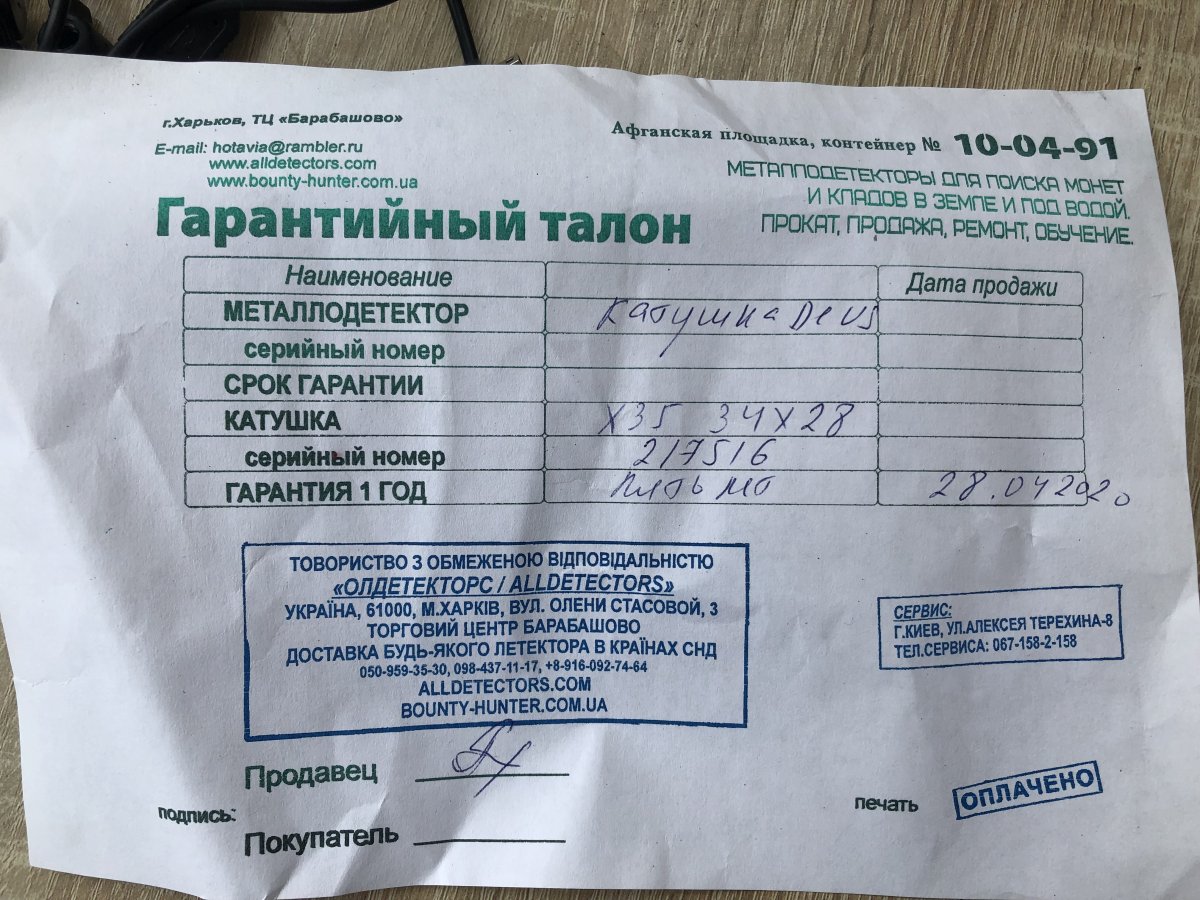 г.Харьков, ТЦ «Барабашово»
Афганская площадка, контейнер № 10-04-91
E-mail: hotavia@rambler.ru
www.alldetectors.com
www.bounty-hunter.com.ua
МЕТАЛЛОДЕТЕКТОРЫ ДЛЯ ПОИСКА МОНЕТ
И КЛАДОВ В ЗЕМЛЕ И ПОД ВОДОЙ.
ПРОКАТ, ПРОДАЖА, РЕМОНТ, ОБУЧЕНИЕ.
Гарантийный талон
Наименование Дата продажи
МЕТАЛЛОДЕТЕКТОР Катушка Deus
серийный номер
СРОК ГАРАНТИИ
КАТУШКА X35 34X28
серийный номер 217516
ГАРАНТИЯ 1 ГОД 28.04 2020
ТОВОРИСТВО З ОБМЕЖЕНОЮ ВІДПОВІДАЛЬНІСТЮ
«ОЛДЕТЕКТОРС / ALLDETECTORS»
УКРАЇНА, 61000, М.ХАРКІВ, ВУЛ. ОЛЕНИ СТАСОВОЙ, 3
ТОРГОВИЙ ЦЕНТР БАРАБАШОВО
ДОСТАВКА БУДЬ-ЯКОГО ЛЕТЕКТОРА В КРАЇНАХ СНД
050-959-35-30, 098-437-11-17, +8-916-092-74-64
ALLDETECTORS.COM
BOUNTY-HUNTER.COM.UA
СЕРВИС:
Г.КИЕВ, УЛ.АЛЕКСЕЯ ТЕРЕХИНА-8
ТЕЛ.СЕРВИСА: 067-158-2-158
Продавец
подпись:
Покупатель
печать
ОПЛАЧЕНО